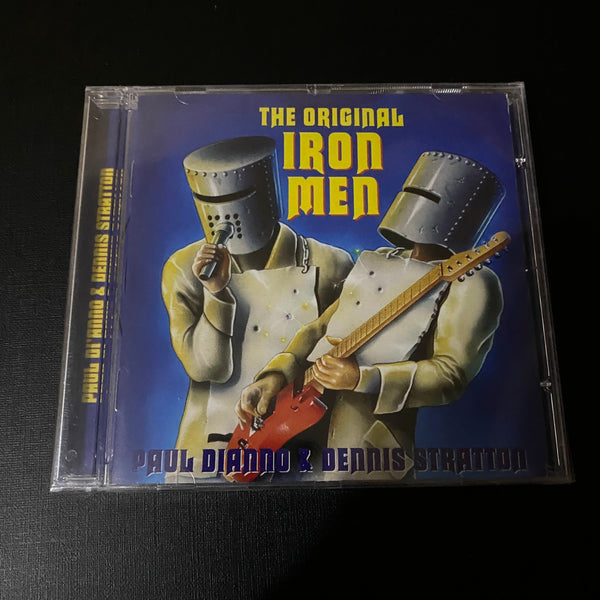 THE ORIGINAL
IRON
MEN
PAUL DIANNO & DENNIS STRATTON
PAUL DI'ANNO & DENNIS STRATTON